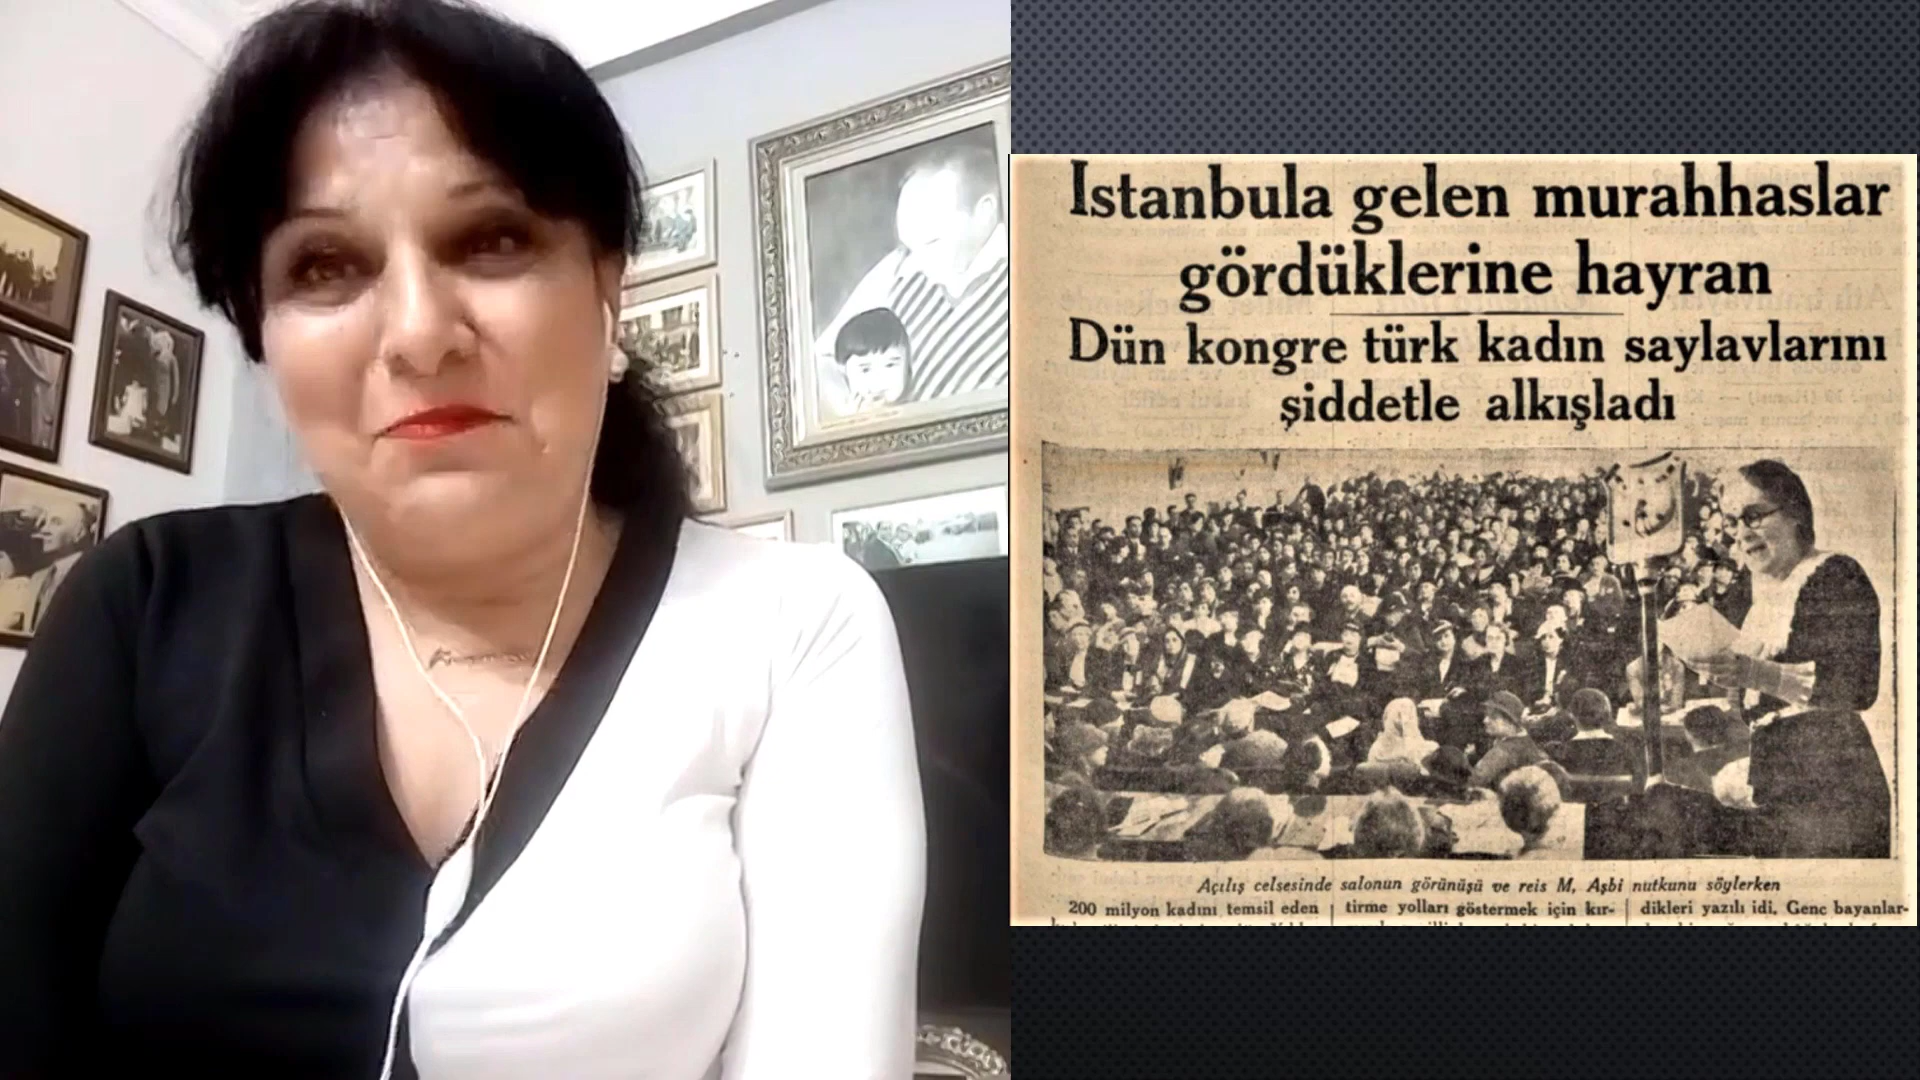 Istanbula gelen murahhaslar
gördüklerine hayran
Dün kongre türk kadın saylavlarını
şiddetle alkışladı
Açılış celsesinde salonun görünüşü ve reis M, Aşbi nutkunu söylerken
200 milyon kadını temsil eden
tirme yolları göstermek için kır-
dikleri yazılı idi. Genc bayanlar-